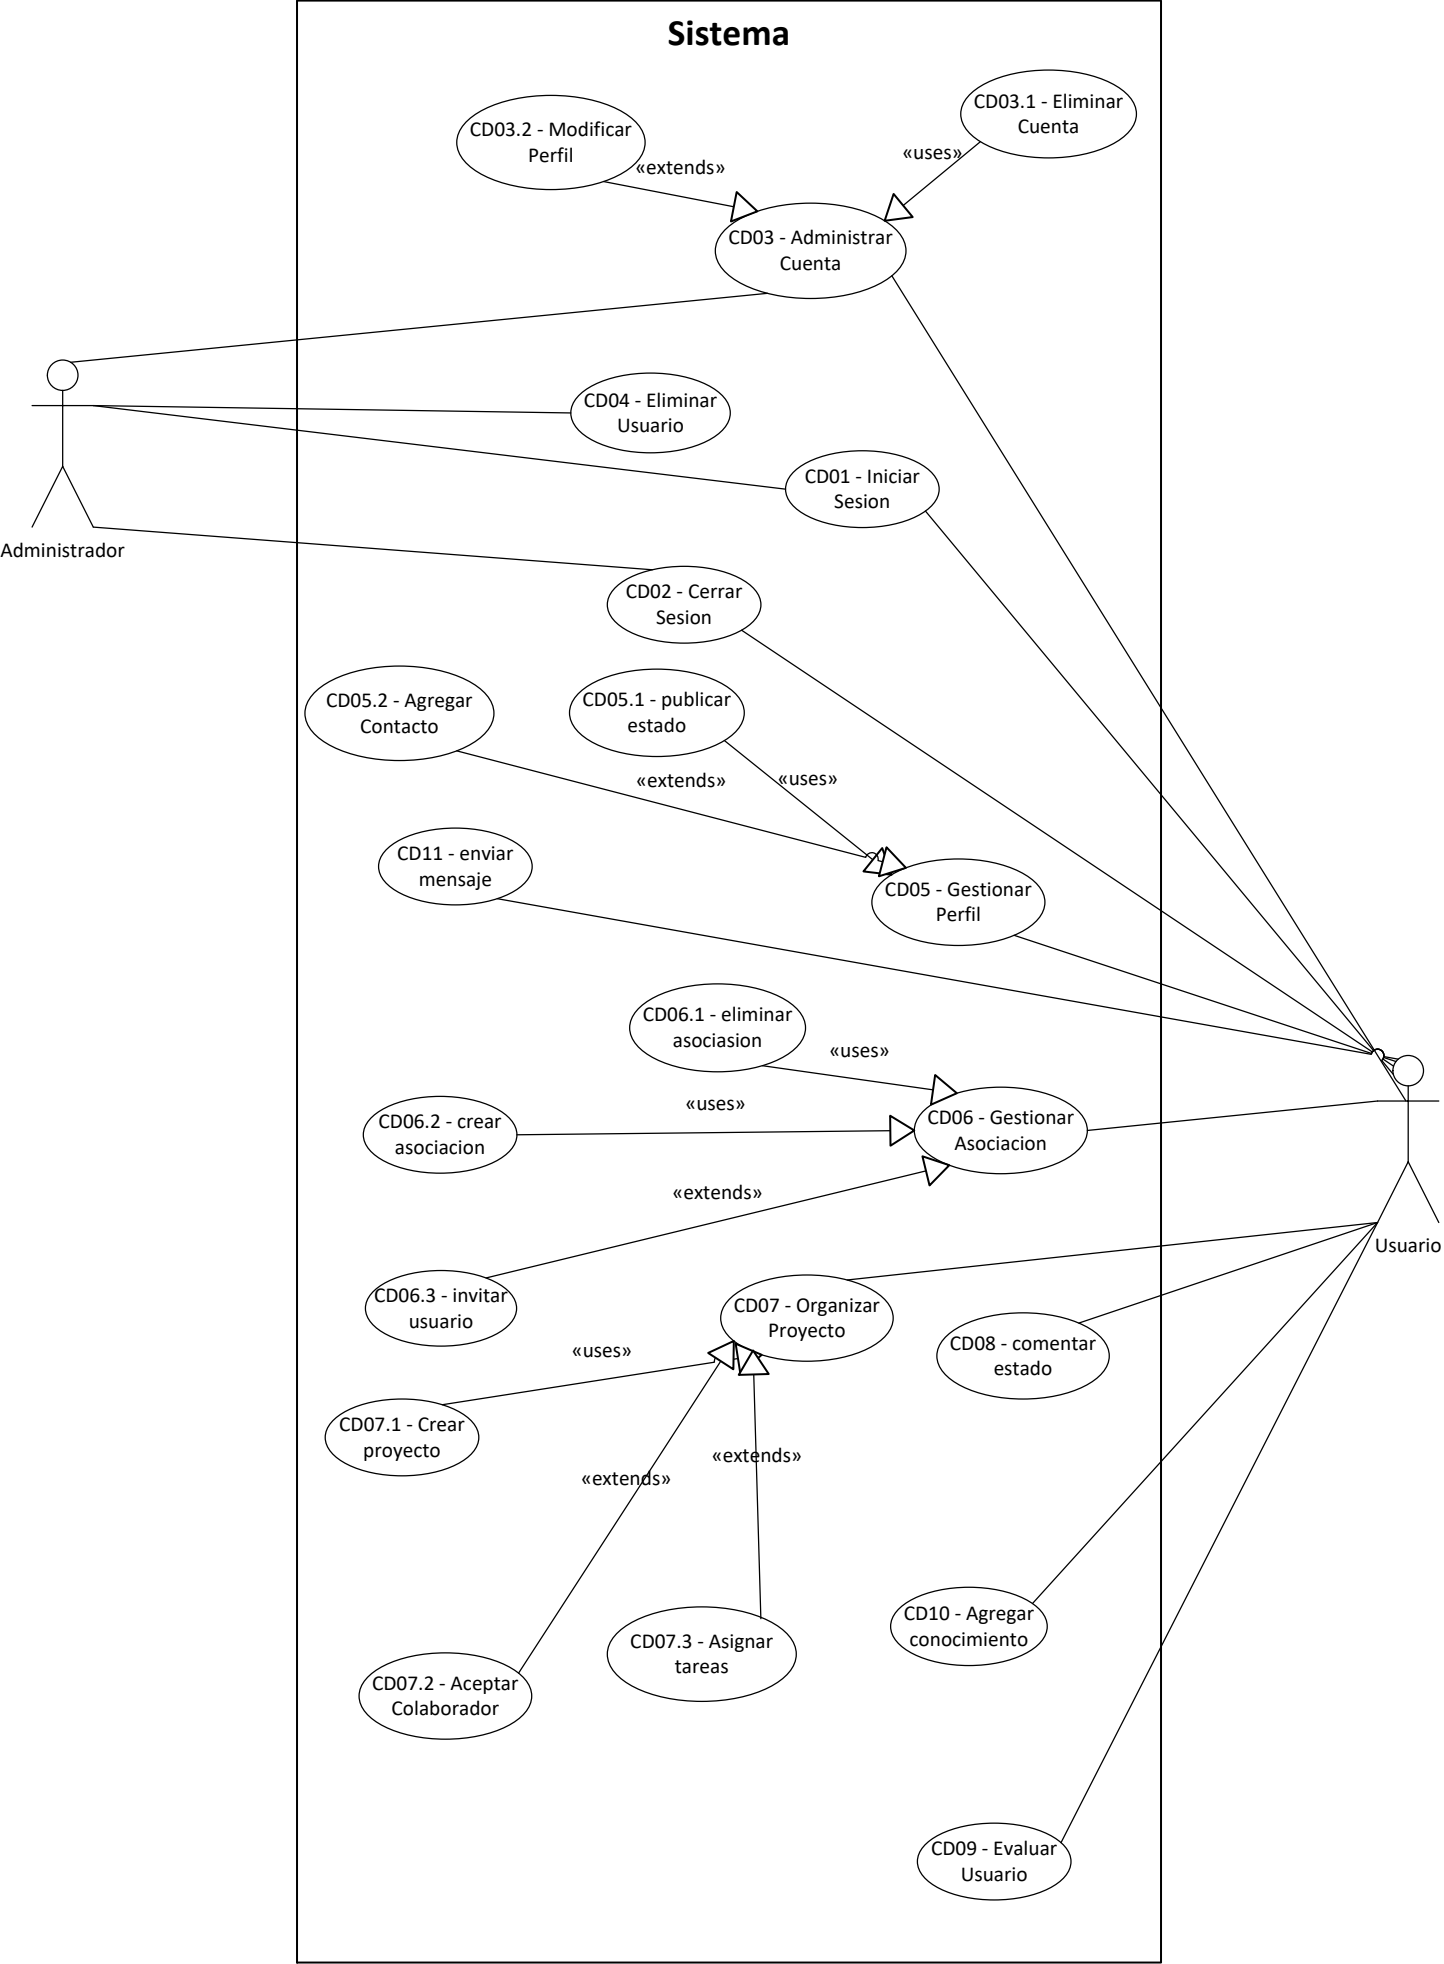 Sistema
CD03.1 - Eliminar
Cuenta
CD03.2 - Modificar
Perfil
«uses»
«extends»
CD03 - Administrar
Cuenta
CD04 - Eliminar
Usuario
CD01 - Iniciar
Sesion
Administrador
CD02 - Cerrar
Sesion
CD05.2 - Agregar
Contacto
CD05.1 - publicar
estado
«extends»
«uses»
CD11 - enviar
mensaje
CD05 - Gestionar
Perfil
CD06.1 - eliminar
asociasion
«uses»
«uses»
CD06.2 - crear
asociacion
CD06 - Gestionar
Asociacion
«extends»
Usuario
CD06.3 - invitar
usuario
CD07 - Organizar
Proyecto
CD08 - comentar
estado
«uses»
CD07.1 - Crear
proyecto
«extends»
«extends»
CD10 - Agregar
conocimiento
CD07.3 - Asignar
tareas
CD07.2 - Aceptar
Colaborador
CD09 - Evaluar
Usuario